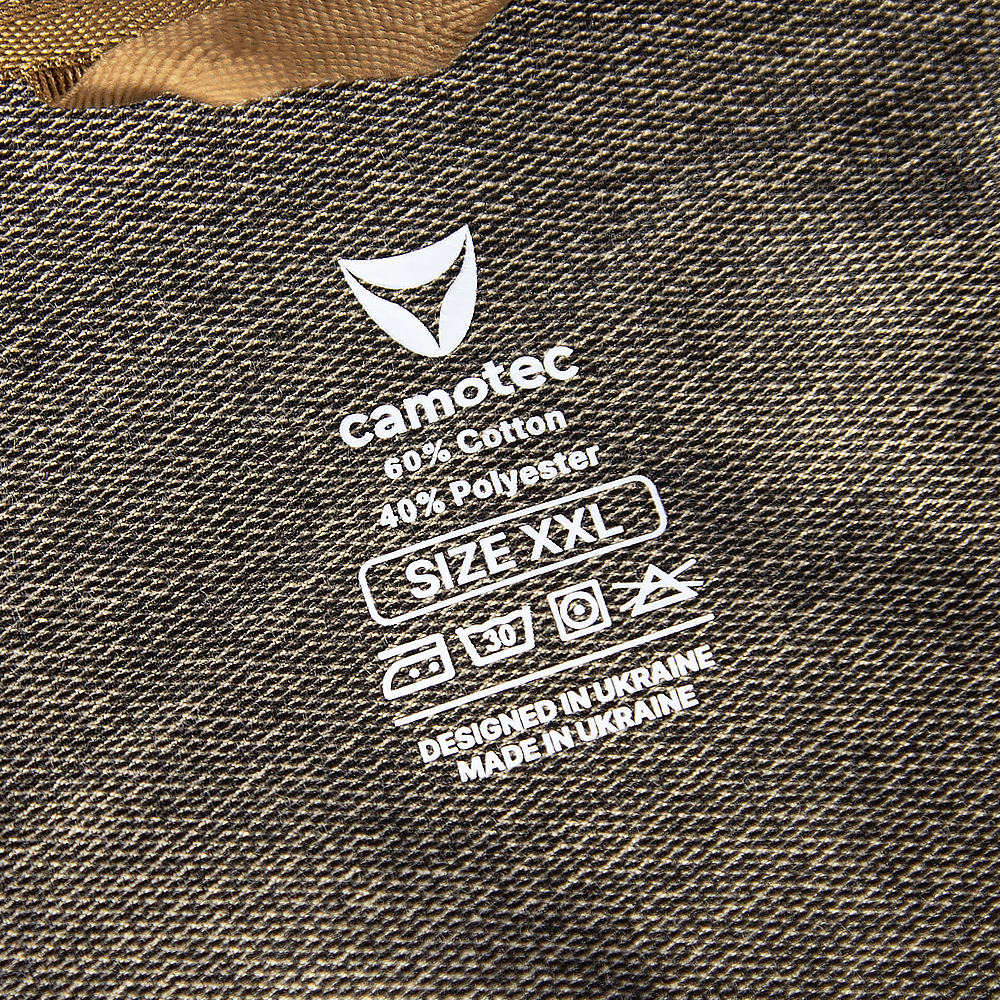 camotec
60% Cotton
40% Polyester
SIZE XXL
30
DESIGNED IN UKRAINE
MADE IN UKRAINE